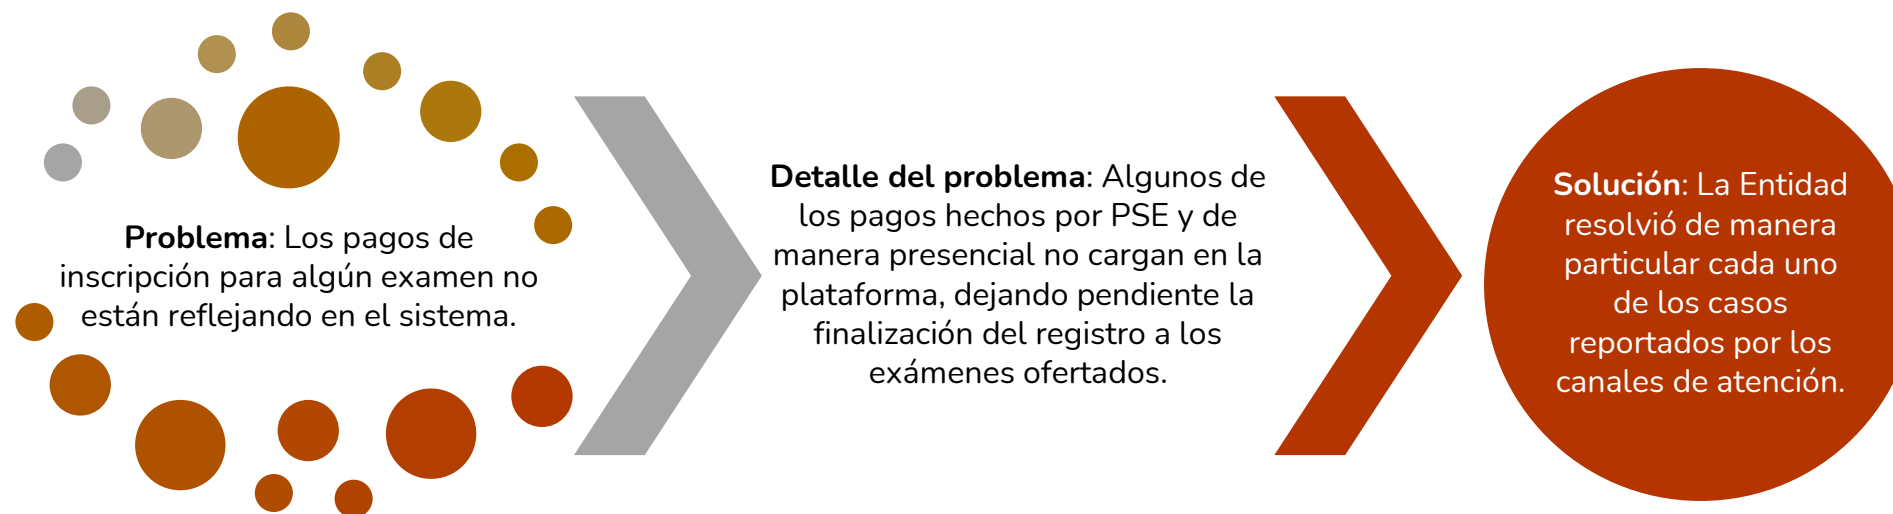 Problema: Los pagos de
inscripción para algún examen no
están reflejando en el sistema.
Detalle del problema: Algunos de
los pagos hechos por PSE y de
manera presencial no cargan en la
plataforma, dejando pendiente la
finalización del registro a los
exámenes ofertados.
Solución: La Entidad
resolvió de manera
particular cada uno
de los casos
reportados por los
canales de atención.